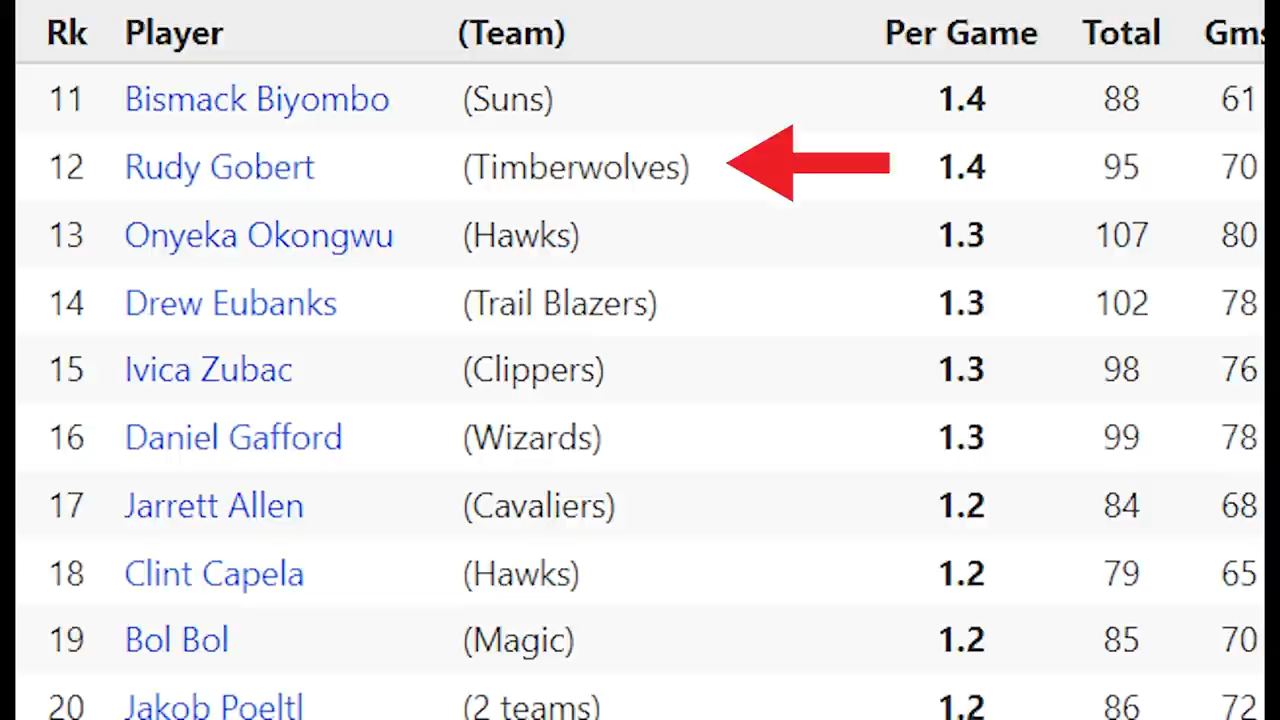 Rk Player (Team) Per Game Total Gms
11 Bismack Biyombo (Suns) 1.4 88 61
12 Rudy Gobert (Timberwolves) 1.4 95 70
13 Onyeka Okongwu (Hawks) 1.3 107 80
14 Drew Eubanks (Trail Blazers) 1.3 102 78
15 Ivica Zubac (Clippers) 1.3 98 76
16 Daniel Gafford (Wizards) 1.3 99 78
17 Jarrett Allen (Cavaliers) 1.2 84 68
18 Clint Capela (Hawks) 1.2 79 65
19 Bol Bol (Magic) 1.2 85 70
20 Jakob Poeltl (2 teams) 1.2 86 72